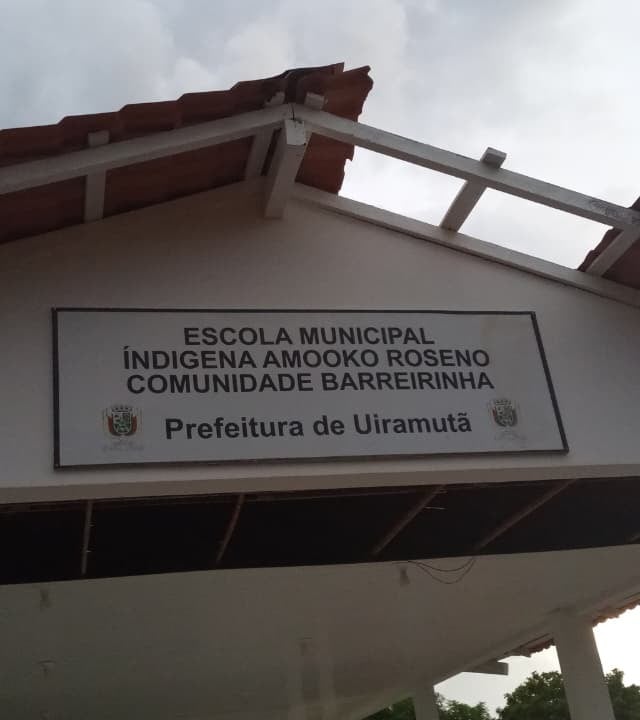 ESCOLA MUNICIPAL
ÍNDIGENA AMOOKO ROSENO
COMUNIDADE BARREIRINHA
Prefeitura de Uiramutã